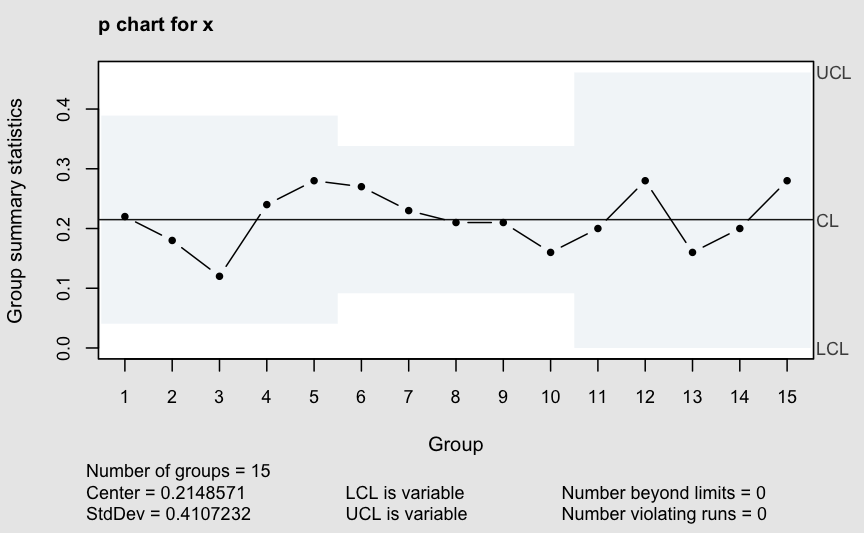 p chart for x
Group summary statistics
0.4
0.3
0.2
0.1
0.0
UCL
CL
LCL
1 2 3 4 5 6 7 8 9 10 11 12 13 14 15
Group
Number of groups = 15
Center = 0.2148571 LCL is variable Number beyond limits = 0
StdDev = 0.4107232 UCL is variable Number violating runs = 0